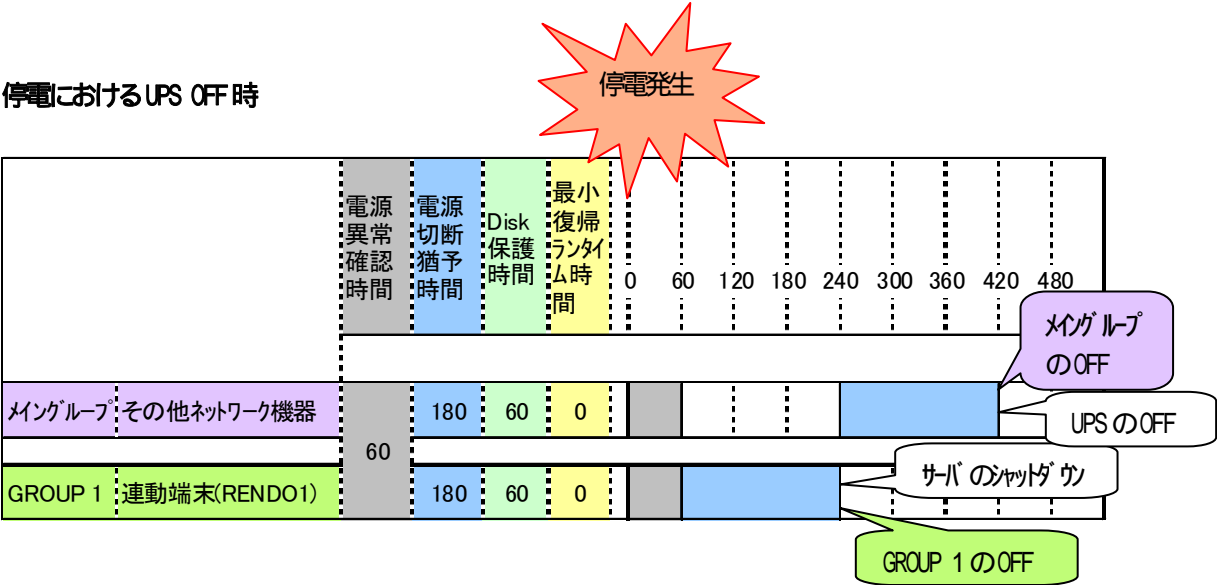 停電発生
停電におけるUPS OFF時
電源
異常
確認
時間
電源
切断
猶予
時間
Disk
保護
時間
最小
復帰
ランタイ
ム時
間
0 60 120 180 240 300 360 420 480
メイングループ
のOFF
メイングループ その他ネットワーク機器 180 60 0
UPSのOFF
60
サーバのシャットダウン
GROUP 1 連動端末(RENDO1) 180 60 0
GROUP 1のOFF